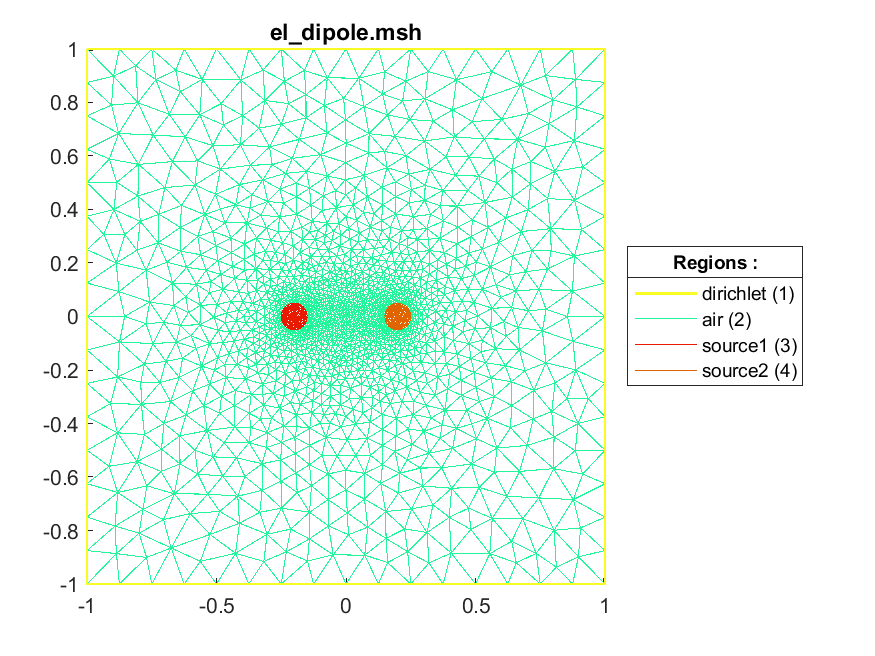 el_dipole.msh
1
0.8
0.6
0.4
0.2
0
-0.2
-0.4
-0.6
-0.8
-1
-1
-0.5
0
0.5
1
Regions :
dirichlet (1)
air (2)
source1 (3)
source2 (4)